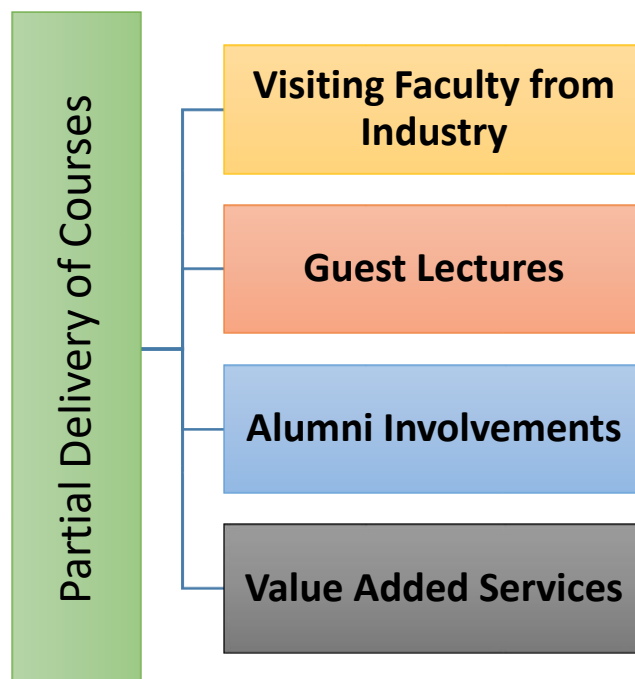 Partial Delivery of Courses
Visiting Faculty from
Industry
Guest Lectures
Alumni Involvements
Value Added Services